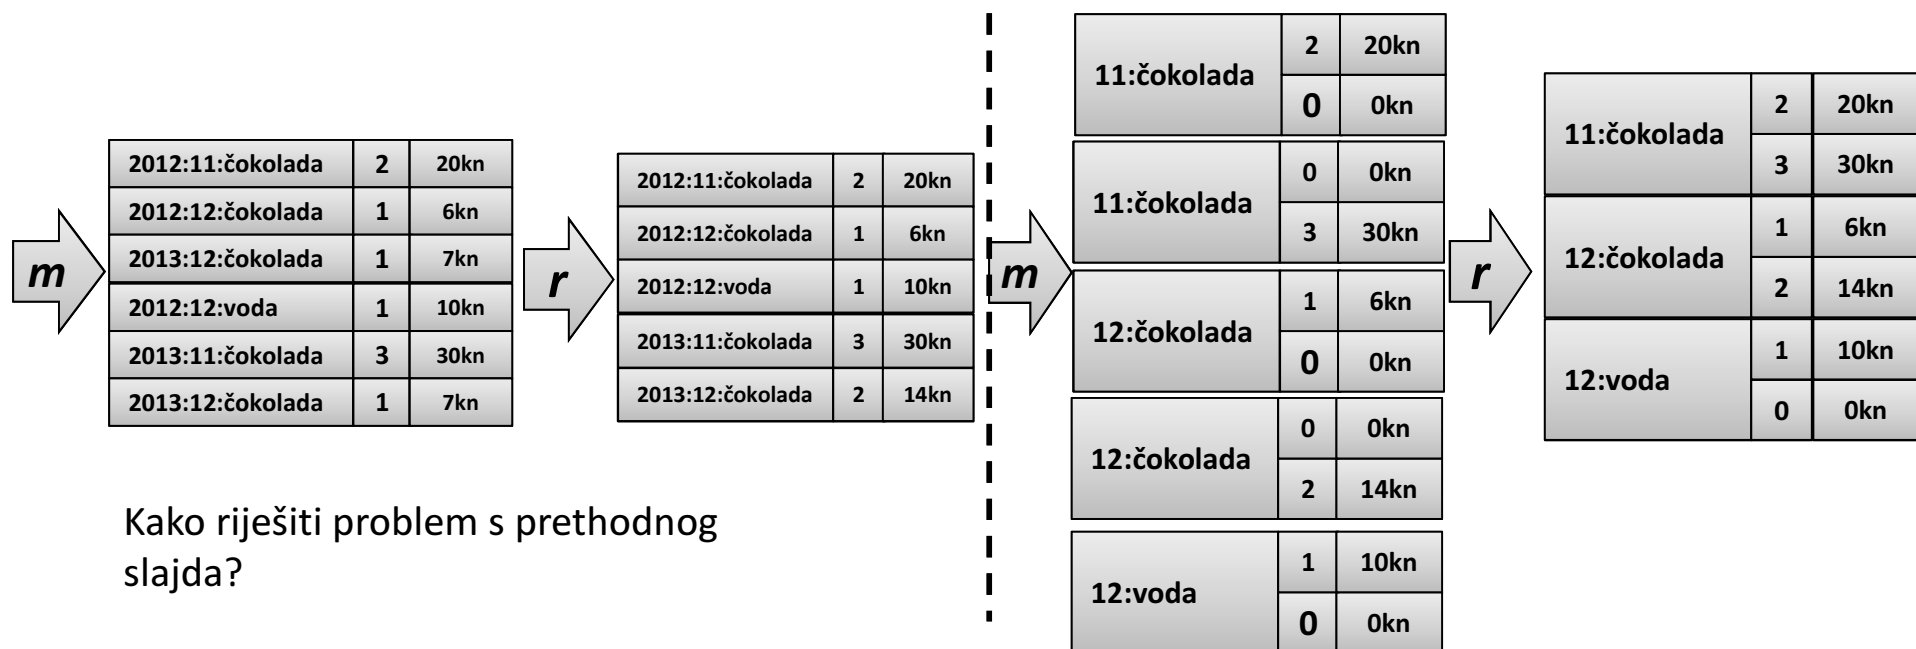 m
2012:11:čokolada 2 20kn
2012:12:čokolada 1 6kn
2013:12:čokolada 1 7kn
2012:12:voda 1 10kn
2013:11:čokolada 3 30kn
2013:12:čokolada 1 7kn
r
2012:11:čokolada 2 20kn
2012:12:čokolada 1 6kn
2012:12:voda 1 10kn
2013:11:čokolada 3 30kn
2013:12:čokolada 2 14kn
m
11:čokolada 2 20kn
0 0kn
11:čokolada 0 0kn
3 30kn
12:čokolada 1 6kn
0 0kn
12:čokolada 0 0kn
2 14kn
12:voda 1 10kn
0 0kn
r
11:čokolada 2 20kn
3 30kn
12:čokolada 1 6kn
2 14kn
12:voda 1 10kn
0 0kn
Kako riješiti problem s prethodnog
slajda?